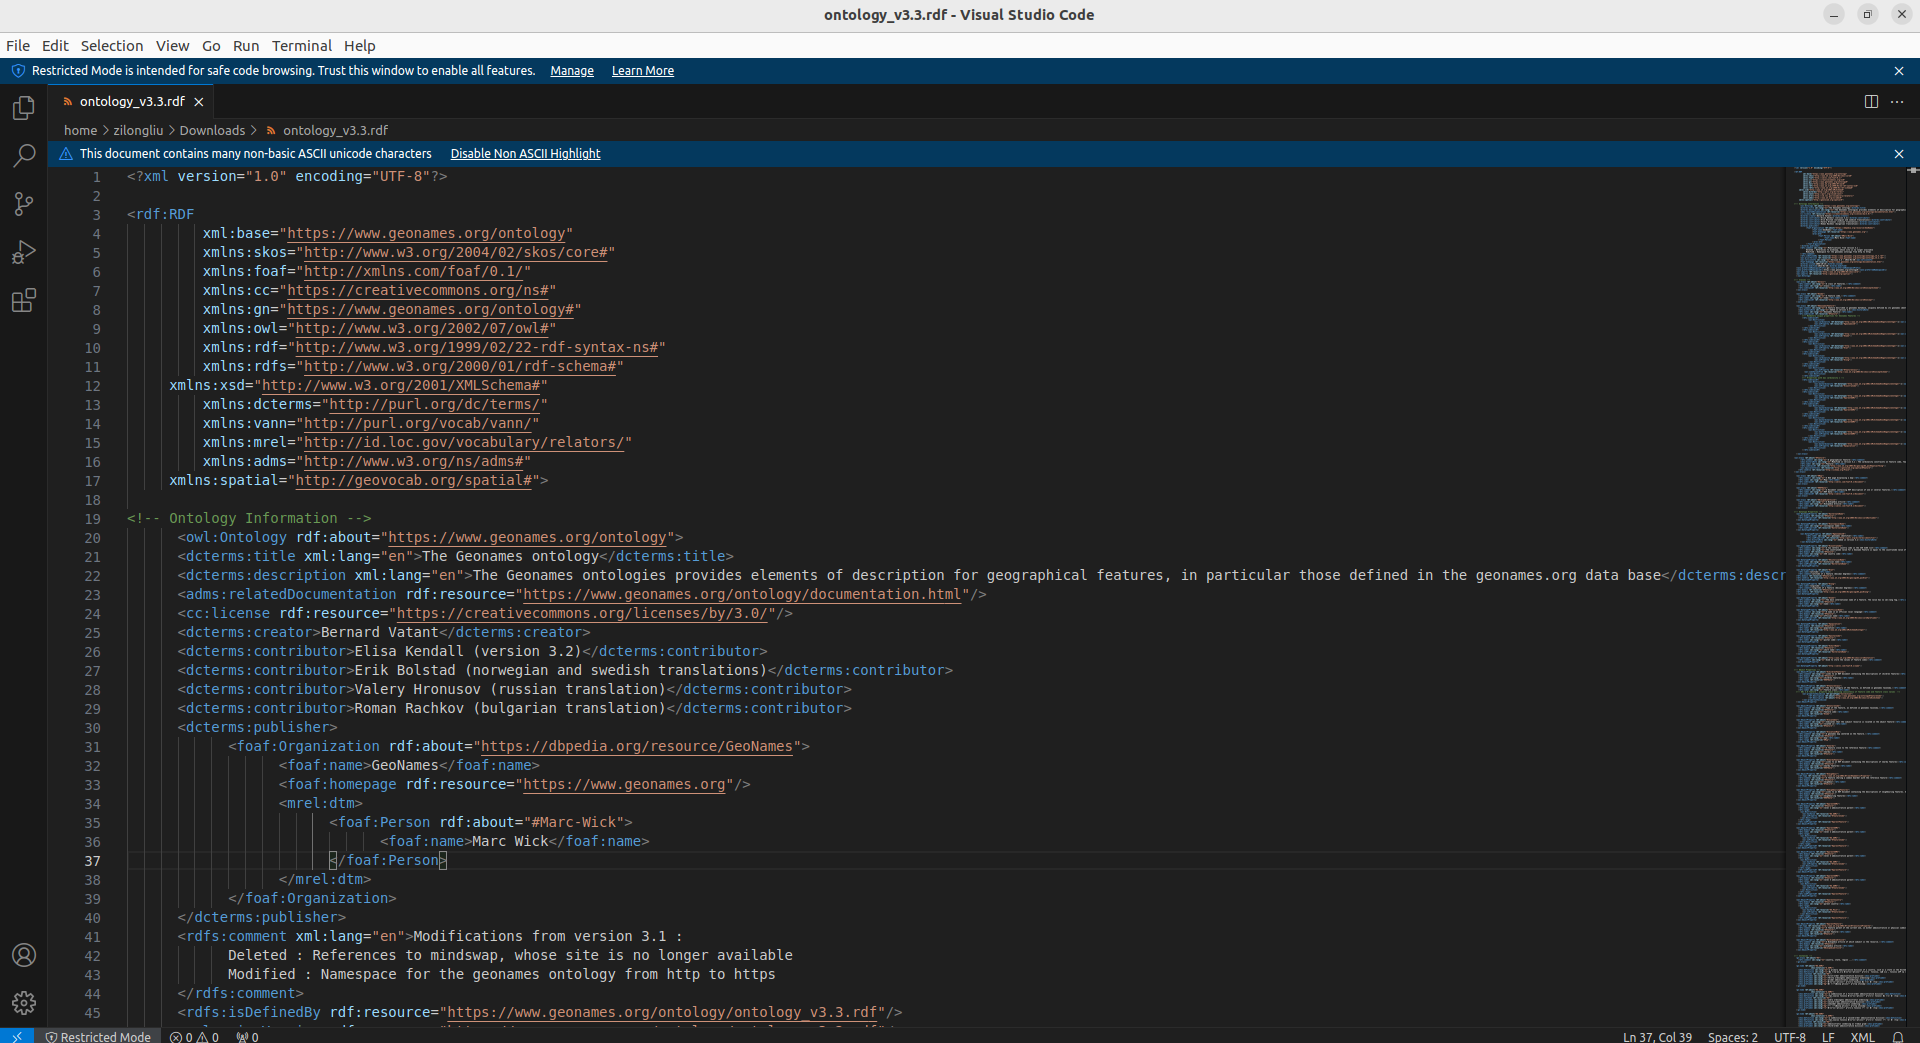 ontology_v3.3.rdf - Visual Studio Code
File Edit Selection View Go Run Terminal Help
Restricted Mode is intended for safe code browsing. Trust this window to enable all features. Manage Learn More
ontology_v3.3.rdf
home > zilongliu > Downloads > ontology_v3.3.rdf
This document contains many non-basic ASCII unicode characters Disable Non ASCII Highlight
1 <?xml version="1.0" encoding="UTF-8"?>
2
3 <rdf:RDF
4 xml:base="https://www.geonames.org/ontology"
5 xmlns:skos="http://www.w3.org/2004/02/skos/core#"
6 xmlns:foaf="http://xmlns.com/foaf/0.1/"
7 xmlns:cc="https://creativecommons.org/ns#"
8 xmlns:gn="https://www.geonames.org/ontology#"
9 xmlns:owl="http://www.w3.org/2002/07/owl#"
10 xmlns:rdf="http://www.w3.org/1999/02/22-rdf-syntax-ns#"
11 xmlns:rdfs="http://www.w3.org/2000/01/rdf-schema#"
12 xmlns:xsd="http://www.w3.org/2001/XMLSchema#"
13 xmlns:dcterms="http://purl.org/dc/terms/"
14 xmlns:vann="http://purl.org/vocab/vann/"
15 xmlns:mrel="http://id.loc.gov/vocabulary/relators/"
16 xmlns:adms="http://www.w3.org/ns/adms#"
17 xmlns:spatial="http://geovocab.org/spatial#">
18
19 <!-- Ontology Information -->
20 <owl:Ontology rdf:about="https://www.geonames.org/ontology">
21 <dcterms:title xml:lang="en">The Geonames ontology</dcterms:title>
22 <dcterms:description xml:lang="en">The Geonames ontologies provides elements of description for geographical features, in particular those defined in the geonames.org data base</dcterms:descr
23 <adms:relatedDocumentation rdf:resource="https://www.geonames.org/ontology/documentation.html"/>
24 <cc:license rdf:resource="https://creativecommons.org/licenses/by/3.0/"/>
25 <dcterms:creator>Bernard Vatant</dcterms:creator>
26 <dcterms:contributor>Elisa Kendall (version 3.2)</dcterms:contributor>
27 <dcterms:contributor>Erik Bolstad (norwegian and swedish translations)</dcterms:contributor>
28 <dcterms:contributor>Valery Hronusov (russian translation)</dcterms:contributor>
29 <dcterms:contributor>Roman Rachkov (bulgarian translation)</dcterms:contributor>
30 <dcterms:publisher>
31 <foaf:Organization rdf:about="https://dbpedia.org/resource/GeoNames">
32 <foaf:name>GeoNames</foaf:name>
33 <foaf:homepage rdf:resource="https://www.geonames.org"/>
34 <mrel:dtm>
35 <foaf:Person rdf:about="#Marc-Wick">
36 <foaf:name>Marc Wick</foaf:name>
37 </foaf:Person>
38 </mrel:dtm>
39 </foaf:Organization>
40 </dcterms:publisher>
41 <rdfs:comment xml:lang="en">Modifications from version 3.1 :
42 Deleted : References to mindswap, whose site is no longer available
43 Modified : Namespace for the geonames ontology from http to https
44 </rdfs:comment>
45 <rdfs:isDefinedBy rdf:resource="https://www.geonames.org/ontology/ontology_v3.3.rdf"/>
Restricted Mode 0 0 0 Ln 37, Col 39 Spaces: 2 UTF-8 LF XML